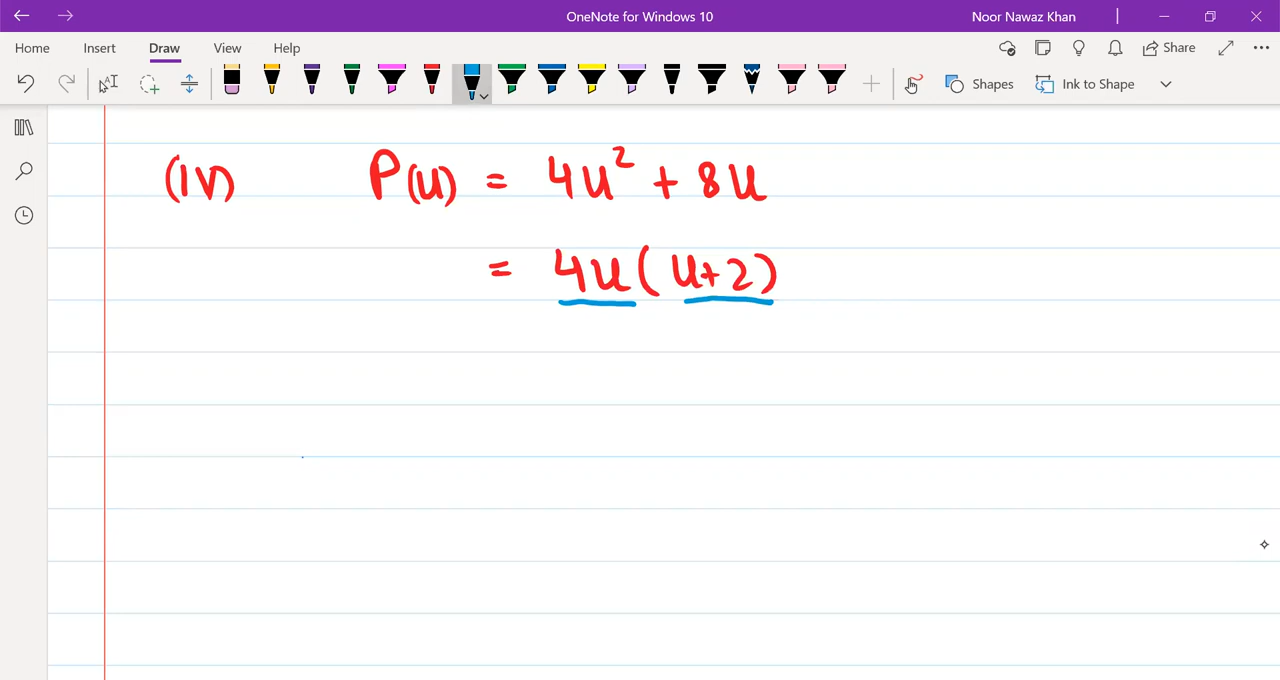 OneNote for Windows 10
Noor Nawaz Khan
Home Insert Draw View Help
Share
Shapes
Ink to Shape
(IV) P(u) = 4u² + 8u
= 4u(u+2)